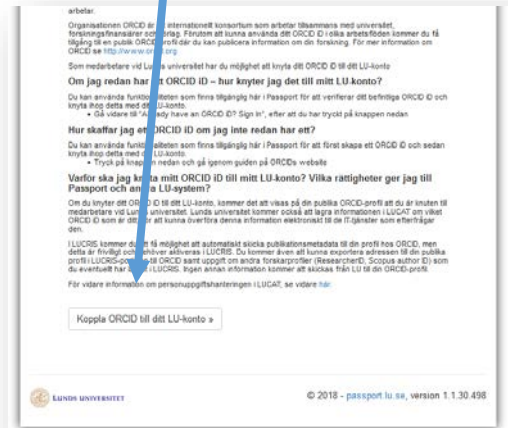 arbetar.
Organisationen ORCID är ett internationellt konsortium som arbetar tillsammans med universitet,
forskningsfinansiärer och förlag. Förutom att kunna använda ditt ORCID iD i olika arbetsflöden kommer du få
tillgång till en publik ORCID profil där du kan publicera information om din forskning. För mer information om
ORCID se http://www.orcid.org.
Som medarbetare vid Lunds universitet har du möjlighet att knyta ditt ORCID iD till ditt LU-konto
Om jag redan har ett ORCID iD – hur knyter jag det till mitt LU-konto?
Du kan använda funktionaliteten som finns tillgänglig här i Passport för att verifierar ditt befintliga ORCID iD och
knyta ihop detta med ditt LU-konto.
• Gå vidare till "Already have an ORCID iD? Sign In", efter att du har tryckt på knappen nedan
Hur skaffar jag ett ORCID iD om jag inte redan har ett?
Du kan använda funktionaliteten som finns tillgänglig här i Passport för att först skapa ett ORCID iD och sedan
knyta ihop detta med ditt LU-konto.
• Tryck på knappen nedan och gå igenom guiden på ORCIDs website
Varför ska jag knyta mitt ORCID iD till mitt LU-konto? Vilka rättigheter ger jag till
Passport och andra LU-system?
Om du knyter ditt ORCID iD till ditt LU-konto, kommer det att visas på din publika ORCID-profil att du är knuten till
medarbetare vid Lunds universitet. Lunds universitet kommer också att lagra informationen i LUCAT om vilket
ORCID iD som är ditt för att kunna överföra denna information elektroniskt till de IT-tjänster som efterfrågar
den.
I LUCRIS kommer du att få möjlighet att automatiskt skicka publikationsmetadata till din profil hos ORCID, men
detta är frivilligt och behöver aktiveras i LUCRIS. Du kommer även att kunna exportera adressen till din publika
profil i LUCRIS-portalen till ORCID samt uppgift om andra forskarprofiler (ResearcherID, Scopus author ID) som
du eventuellt har lagrat i LUCRIS. Ingen annan information kommer att skickas från LU till din ORCID-profil.
För vidare information om personuppgiftshanteringen i LUCAT, se vidare här.
Koppla ORCID till ditt LU-konto »
LUNDS UNIVERSITET
© 2018 - passport.lu.se, version 1.1.30.498